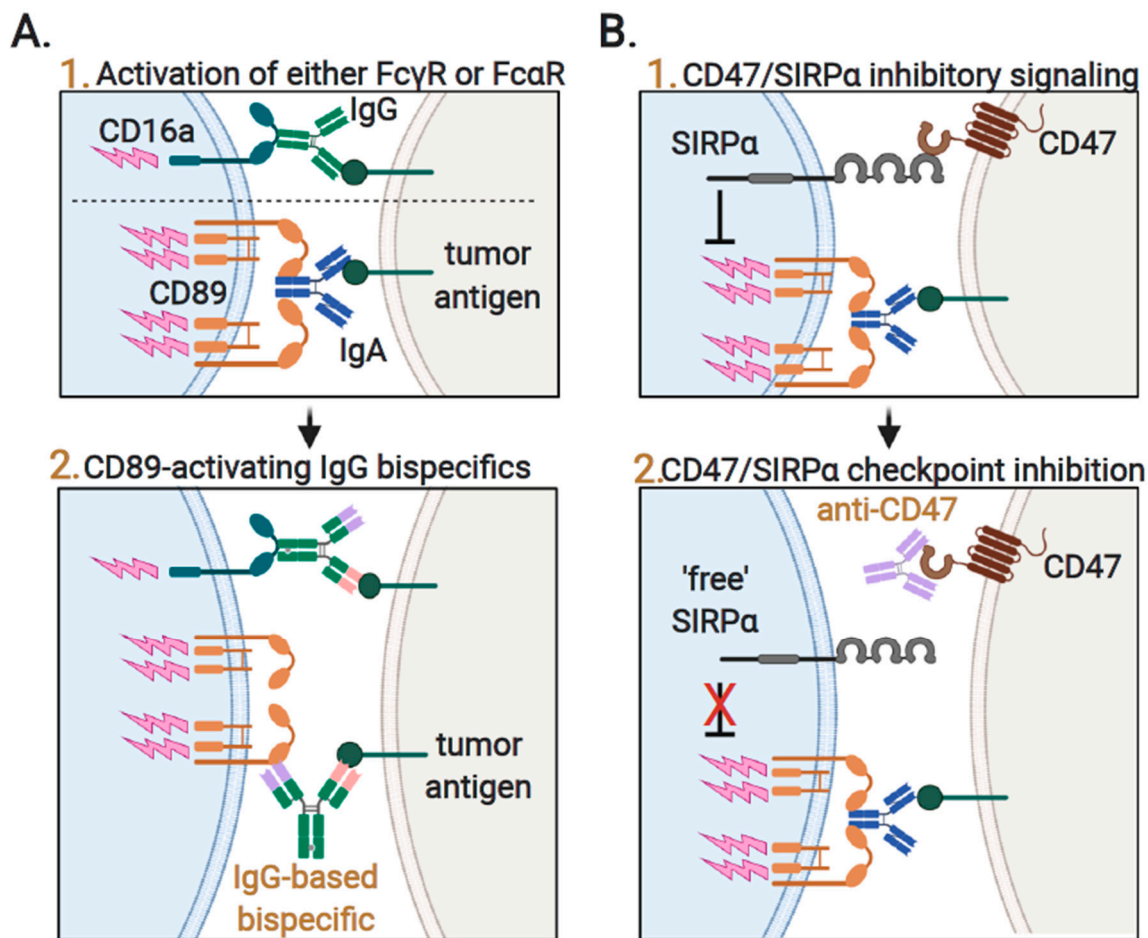 A.
1. Activation of either FcγR or FcαR
CD16a
IgG
CD89
IgA
tumor
antigen
2. CD89-activating IgG bispecifics
tumor
antigen
IgG-based
bispecific
B.
1. CD47/SIRPα inhibitory signaling
SIRPα
CD47
2. CD47/SIRPα checkpoint inhibition
anti-CD47
CD47
'free'
SIRPα
X